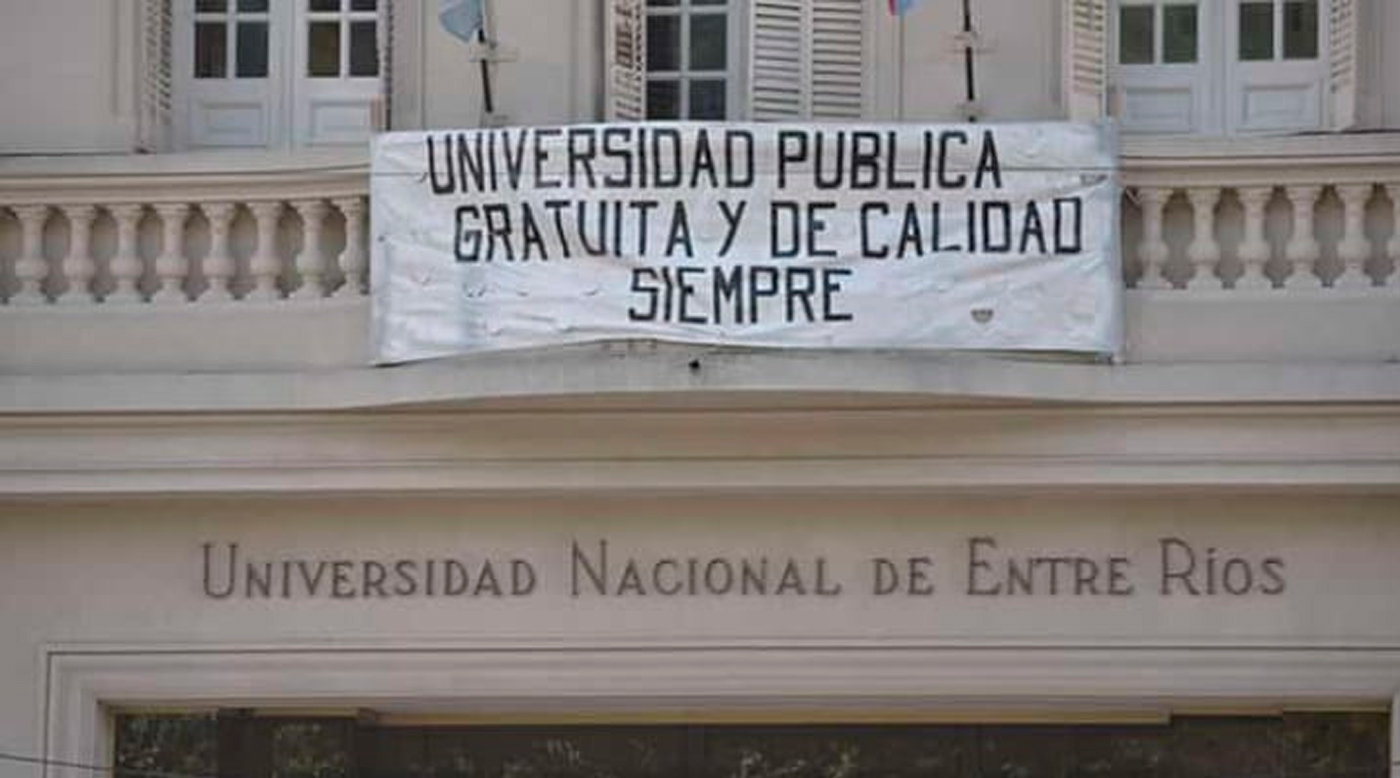 UNIVERSIDAD PUBLICA
GRATUITA Y DE CALIDAD
SIEMPRE
UNIVERSIDAD NACIONAL DE ENTRE RÍOS